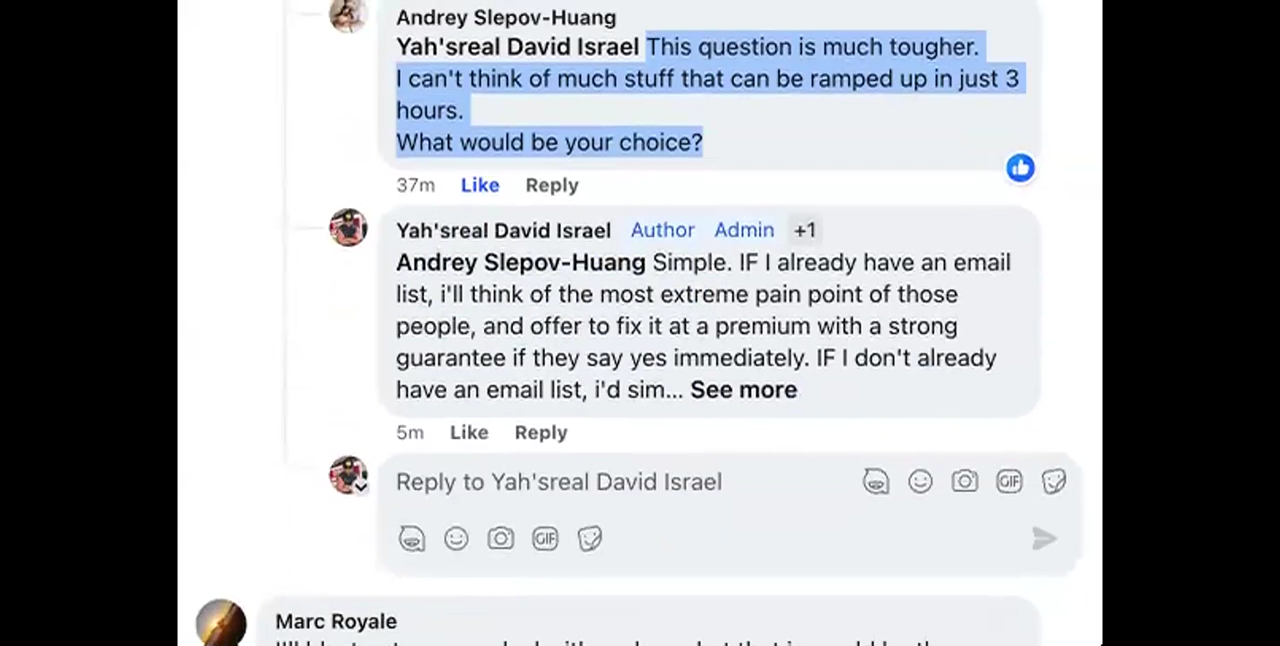 Andrey Slepov-Huang
Yah'sreal David Israel This question is much tougher.
I can't think of much stuff that can be ramped up in just 3
hours.
What would be your choice?
37m Like Reply
Yah'sreal David Israel Author Admin +1
Andrey Slepov-Huang Simple. IF I already have an email
list, i'll think of the most extreme pain point of those
people, and offer to fix it at a premium with a strong
guarantee if they say yes immediately. IF I don't already
have an email list, i'd sim... See more
5m Like Reply
Reply to Yah'sreal David Israel
GIF
GIF
Marc Royale